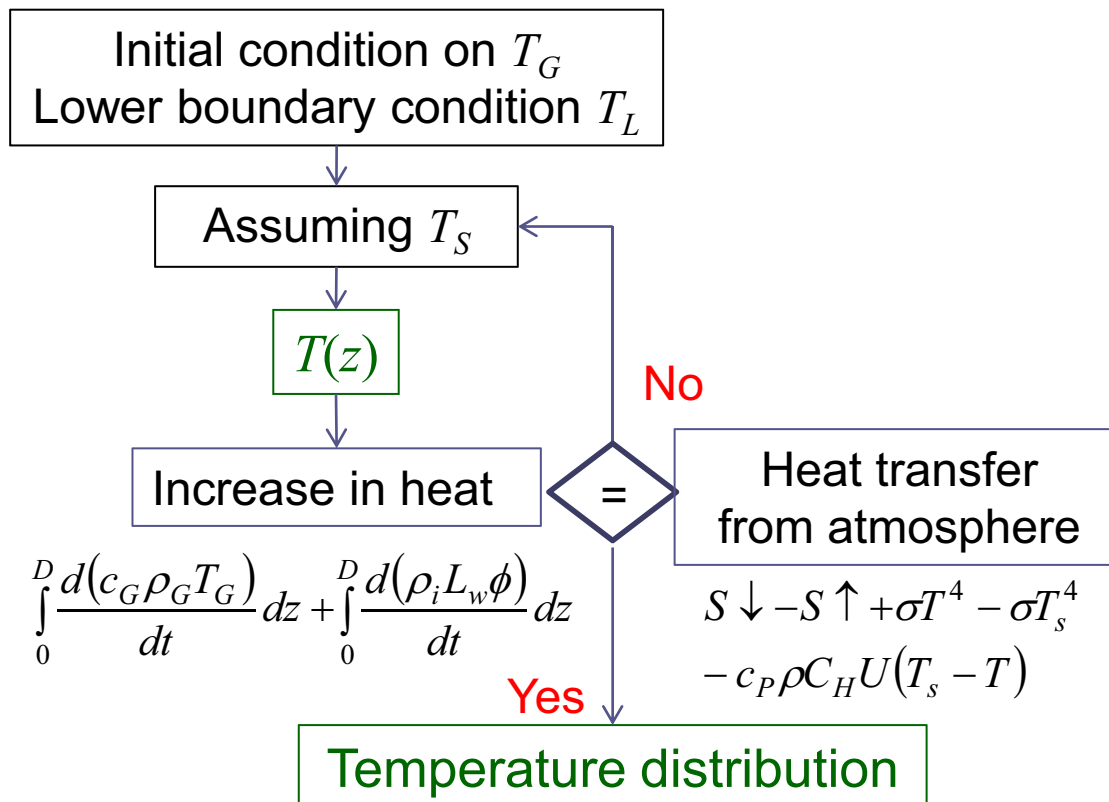 Initial condition on T_G
Lower boundary condition T_L
Assuming T_S
T(z)
No
Increase in heat
=
Heat transfer
from atmosphere
∫_0^D d(c_G ρ_G T_G)/dt dz + ∫_0^D d(ρ_i L_w ϕ)/dt dz
S ↓ −S ↑ +σT^4 − σT_s^4
− c_P ρC_H U(T_s − T)
Yes
Temperature distribution